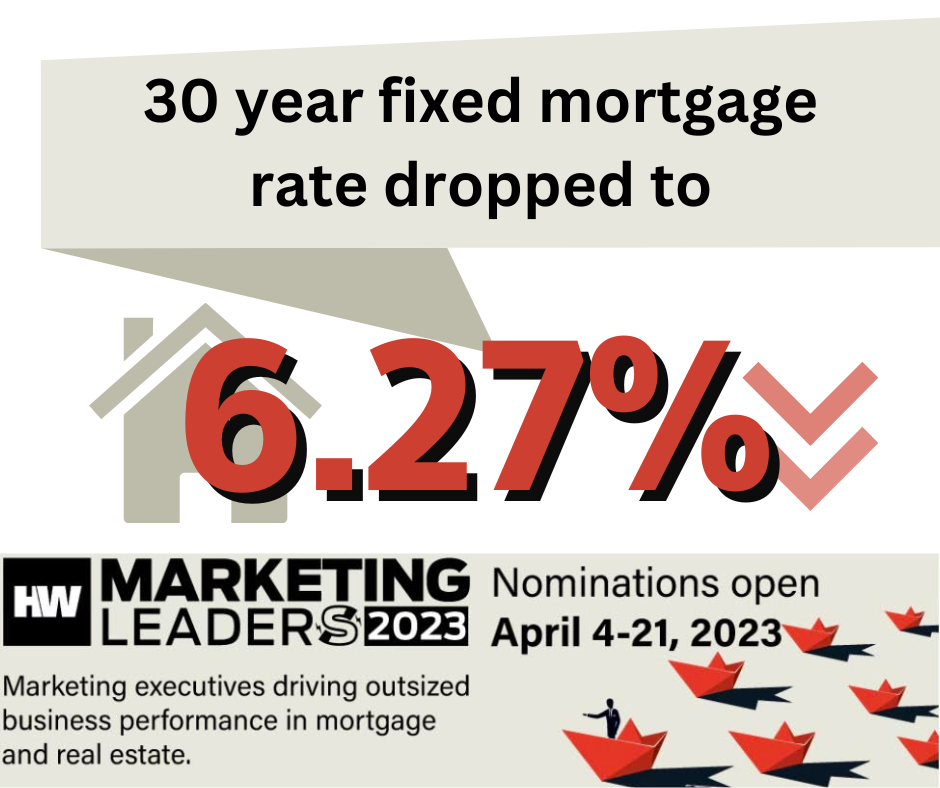 30 year fixed mortgage
rate dropped to
6.27%
HW
MARKETING
LEADERS 2023
Nominations open
April 4-21, 2023
Marketing executives driving outsized
business performance in mortgage
and real estate.